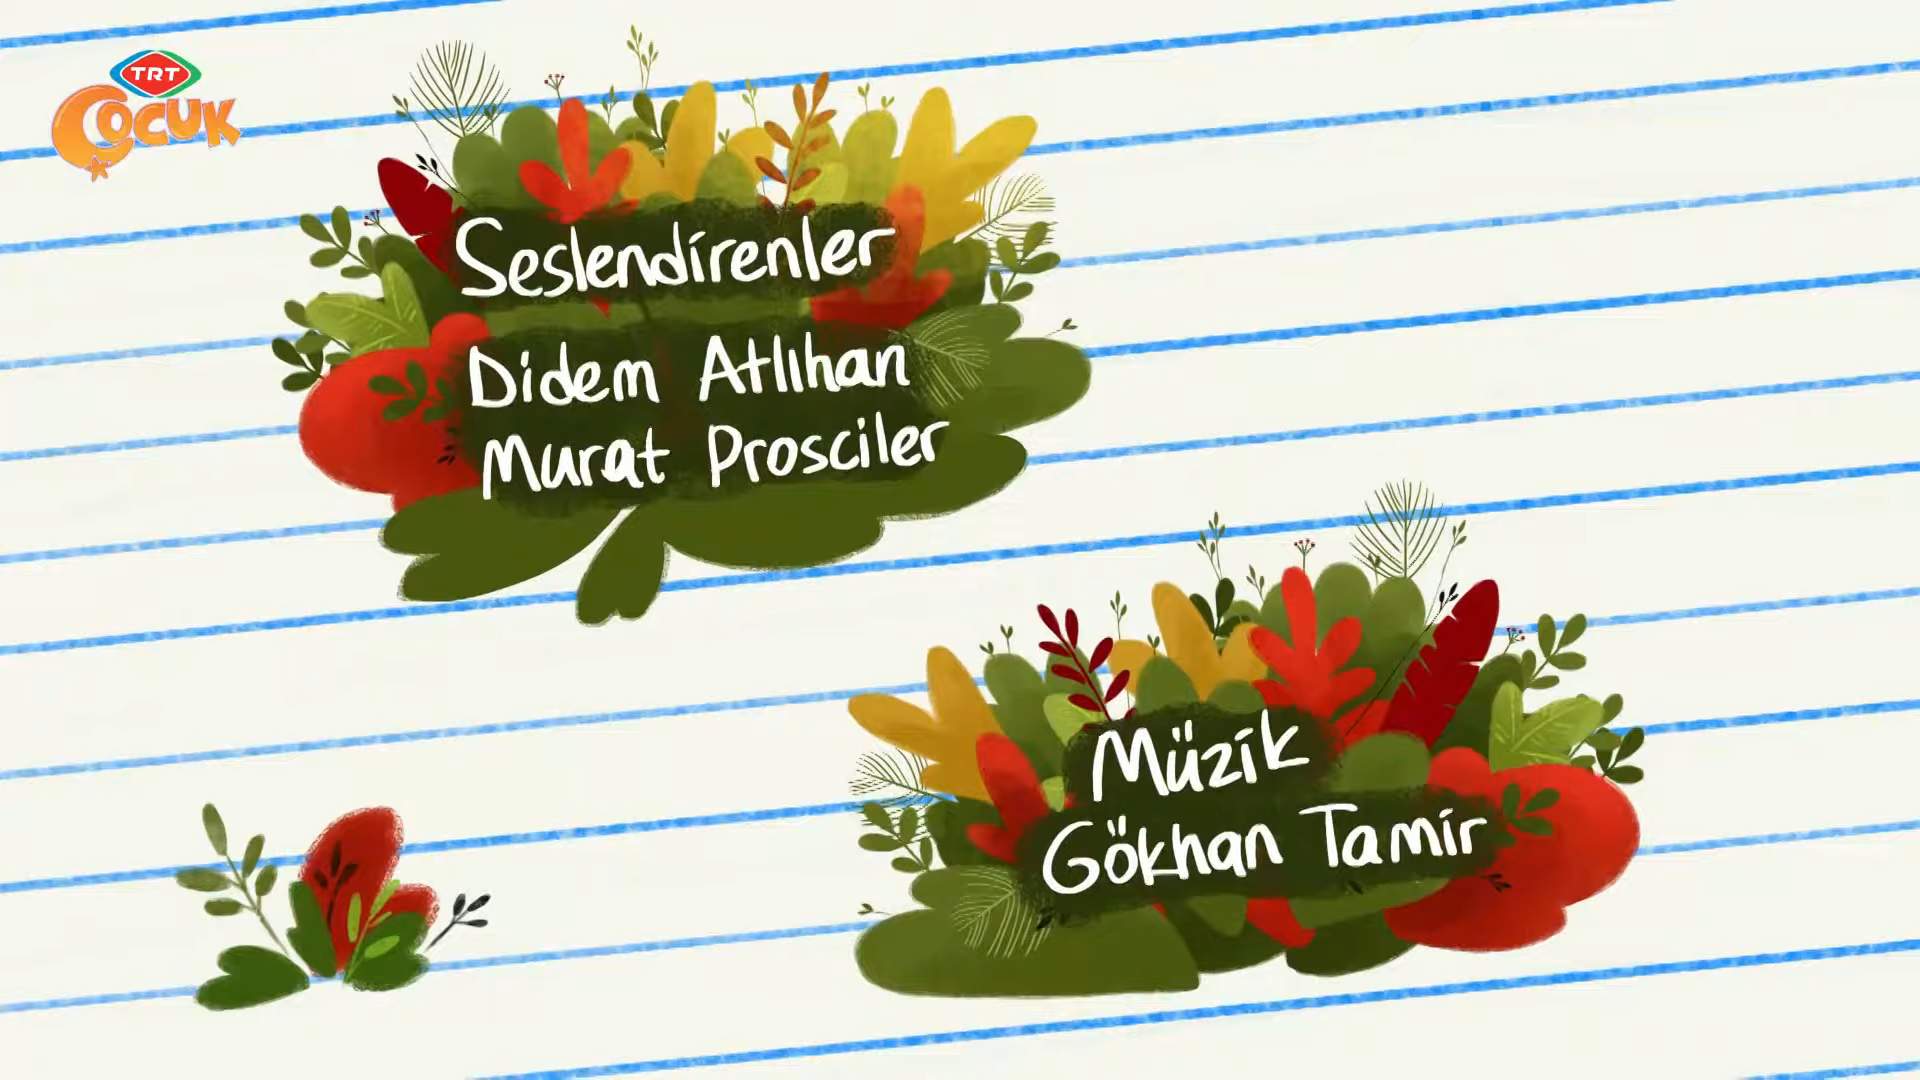 TRT
ÇOCUK
Seslendirenler
Didem Atlıhan
Murat Prosciler
Müzik
Gökhan Tamir